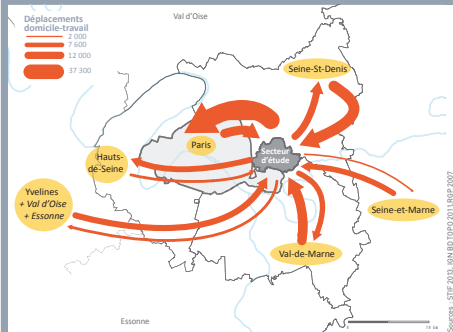 Déplacements
domicile-travail
2 000
7 600
12 000
37 300
Val d'Oise
Seine-St-Denis
Paris
Secteur
d'étude
Hauts-
de-Seine
Yvelines
+ Val d'Oise
+ Essonne
Seine-et-Marne
Val-de-Marne
Essonne
Sources : STIF 2013, IGN BD TOPO 2011, RGP 2007